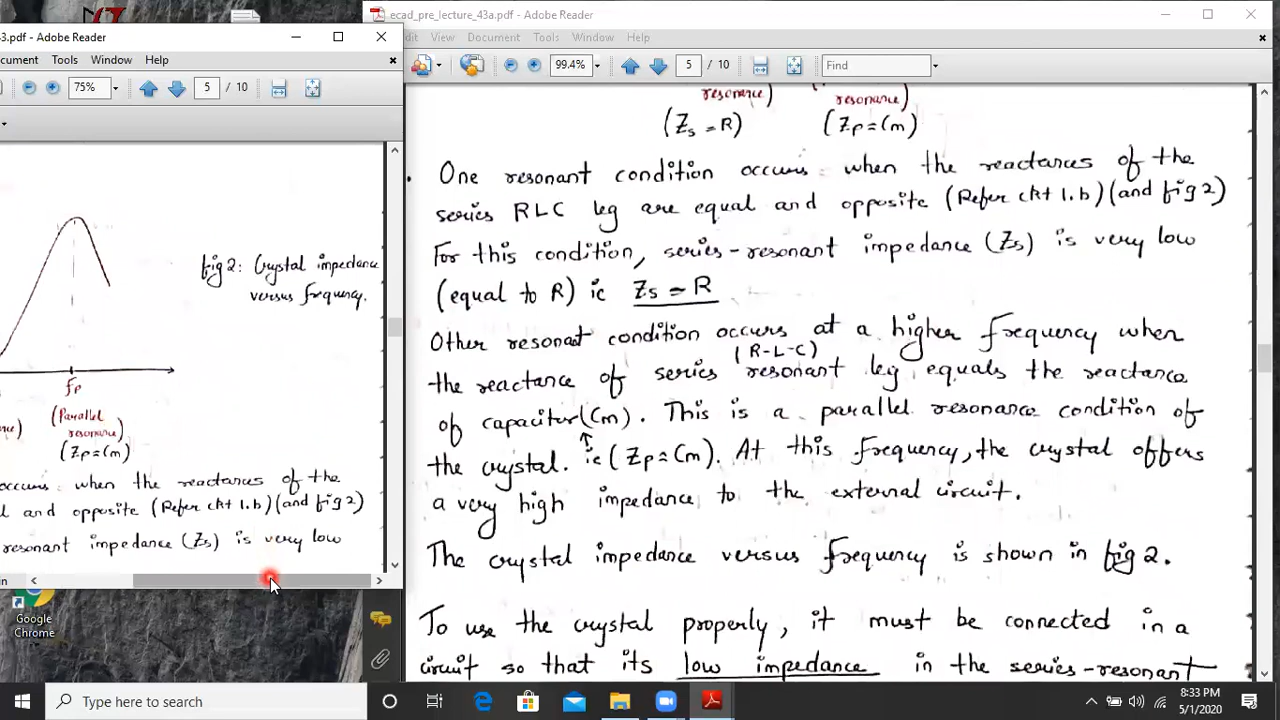 ecad_pre_lecture_43a.pdf - Adobe Reader
View Document Tools Window Help
99.4% 5 / 10 Find
resonance) resonance)
(Zs = R) (Zp = Cm)
One resonant condition occurs when the reactances of the
series RLC leg are equal and opposite (Refer ckt 1.b) (and fig 2)
For this condition, series-resonant impedance (Zs) is very low
(equal to R) ie Zs = R
Other resonant condition occurs at a higher frequency when
(R-L-C)
the reactance of series resonant leg equals the reactance
of capacitor (Cm). This is a parallel resonance condition of
the crystal. ie (Zp = Cm). At this frequency, the crystal offers
a very high impedance to the external circuit.
The crystal impedance versus frequency is shown in fig 2.
To use the crystal properly, it must be connected in a
circuit so that its low impedance in the series-resonant
3.pdf - Adobe Reader
Tools Window Help
75% 5 / 10
fig 2: Crystal impedance
versus frequency.
fp
(Parallel
resonance)
(Zp = Cm)
occurs when the reactances of the
and opposite (Refer ckt 1.b) (and fig 2)
resonant impedance (Zs) is very low
Google
Chrome
Type here to search
8:33 PM
5/1/2020